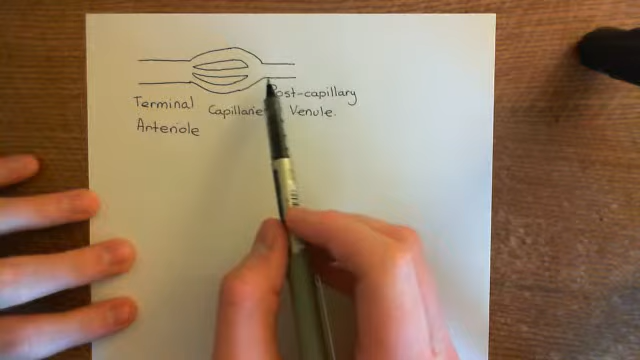 Terminal
Arteriole
Capillaries
Post-capillary
Venule.